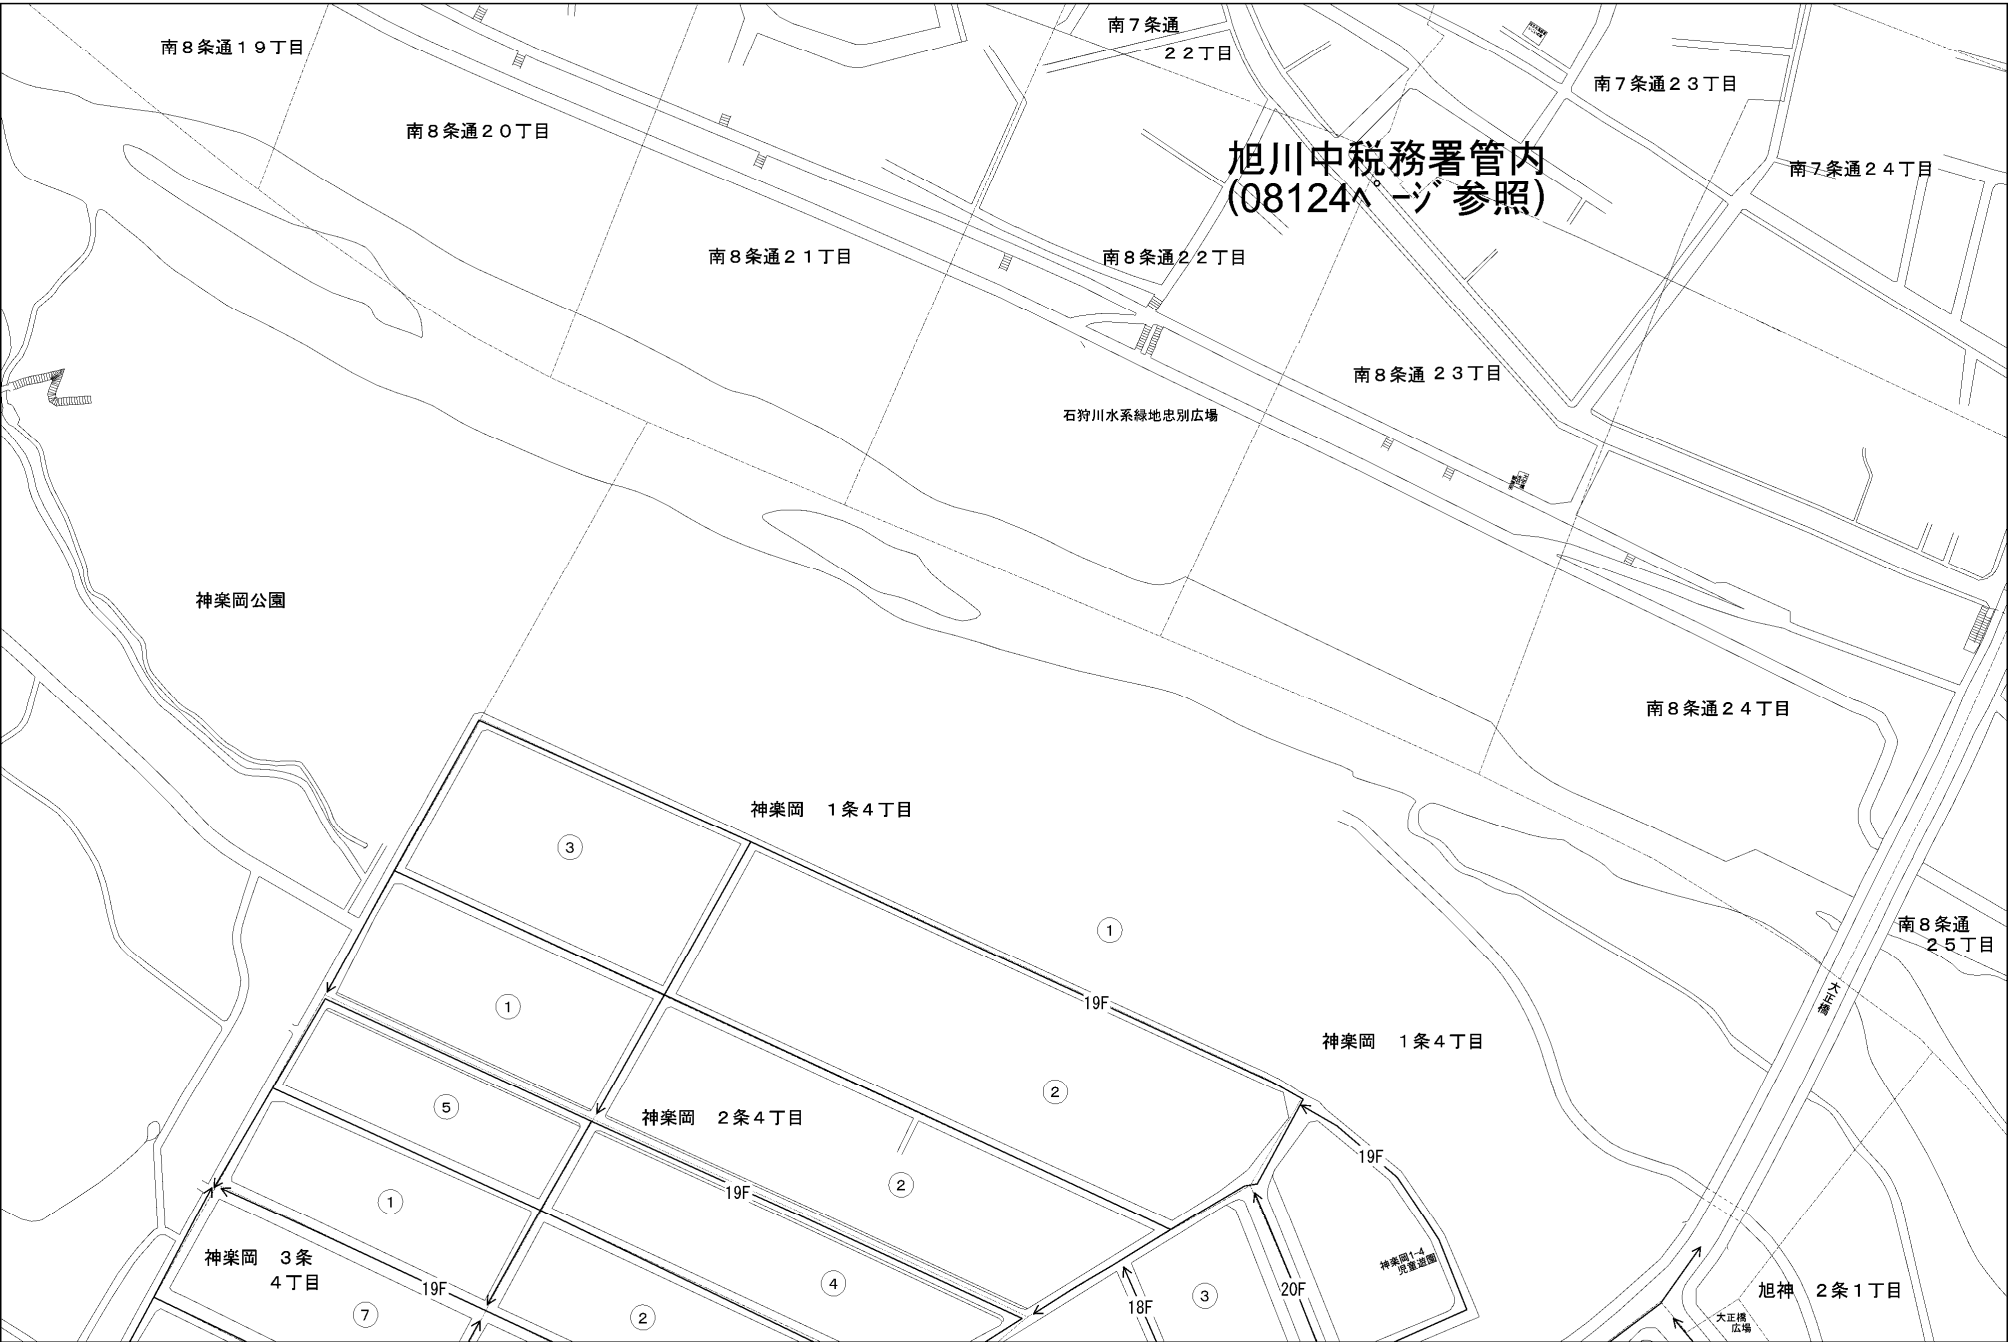 南７条通
２２丁目
南８条通１９丁目
南７条通２３丁目
南８条通２０丁目
旭川中税務署管内
(08124ﾍﾟｰｼﾞ参照)
南７条通２４丁目
南８条通２１丁目
南８条通２２丁目
南８条通２３丁目
石狩川水系緑地忠別広場
神楽岡公園
南８条通２４丁目
神楽岡　１条４丁目
3
南８条通
２５丁目
1
大正橋
19F
1
神楽岡　１条４丁目
2
5
神楽岡　２条４丁目
19F
2
19F
1
神楽岡　３条
４丁目
神楽岡1-4
児童遊園
19F
4
20F
旭神　２条１丁目
18F
3
7
2
大正橋
広場